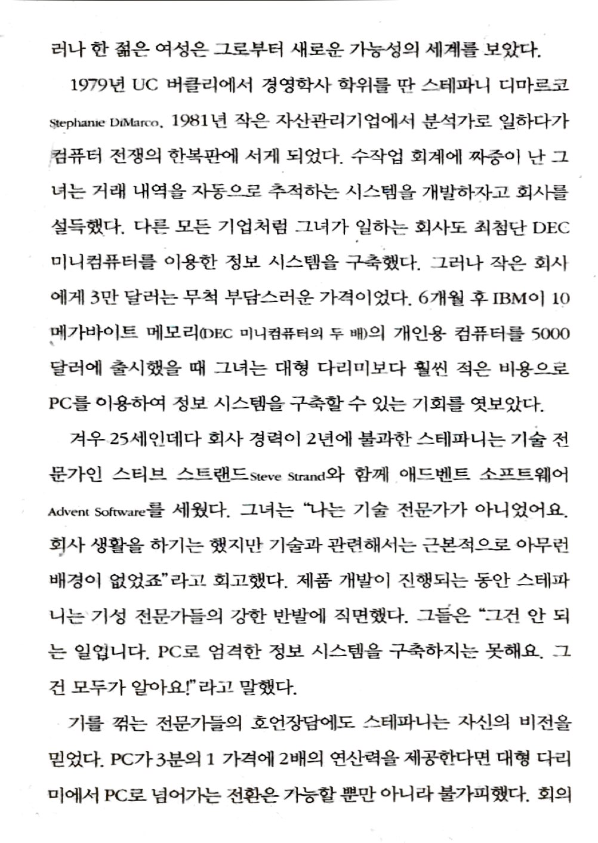 러나 한 젊은 여성은 그로부터 새로운 가능성의 세계를 보았다.
1979년 UC 버클리에서 경영학사 학위를 딴 스테파니 디마르코
Stephanie DiMarco. 1981년 작은 자산관리기업에서 분석가로 일하다가
컴퓨터 전쟁의 한복판에 서게 되었다. 수작업 회계에 짜증이 난 그
녀는 거래 내역을 자동으로 추적하는 시스템을 개발하자고 회사를
설득했다. 다른 모든 기업처럼 그녀가 일하는 회사도 최첨단 DEC
미니컴퓨터를 이용한 정보 시스템을 구축했다. 그러나 작은 회사
에게 3만 달러는 무척 부담스러운 가격이었다. 6개월 후 IBM이 10
메가바이트 메모리(DEC 미니컴퓨터의 두 배)의 개인용 컴퓨터를 5000
달러에 출시했을 때 그녀는 대형 다리미보다 훨씬 적은 비용으로
PC를 이용하여 정보 시스템을 구축할 수 있는 기회를 엿보았다.
겨우 25세인데다 회사 경력이 2년에 불과한 스테파니는 기술 전
문가인 스티브 스트랜드Steve Strand와 함께 애드벤트 소프트웨어
Advent Software를 세웠다. 그녀는 “나는 기술 전문가가 아니었어요.
회사 생활을 하기는 했지만 기술과 관련해서는 근본적으로 아무런
배경이 없었죠”라고 회고했다. 제품 개발이 진행되는 동안 스테파
니는 기성 전문가들의 강한 반발에 직면했다. 그들은 “그건 안 되
는 일입니다. PC로 엄격한 정보 시스템을 구축하지는 못해요. 그
건 모두가 알아요!”라고 말했다.
기를 꺾는 전문가들의 호언장담에도 스테파니는 자신의 비전을
믿었다. PC가 3분의 1 가격에 2배의 연산력을 제공한다면 대형 다리
미에서 PC로 넘어가는 전환은 가능할 뿐만 아니라 불가피했다. 회의